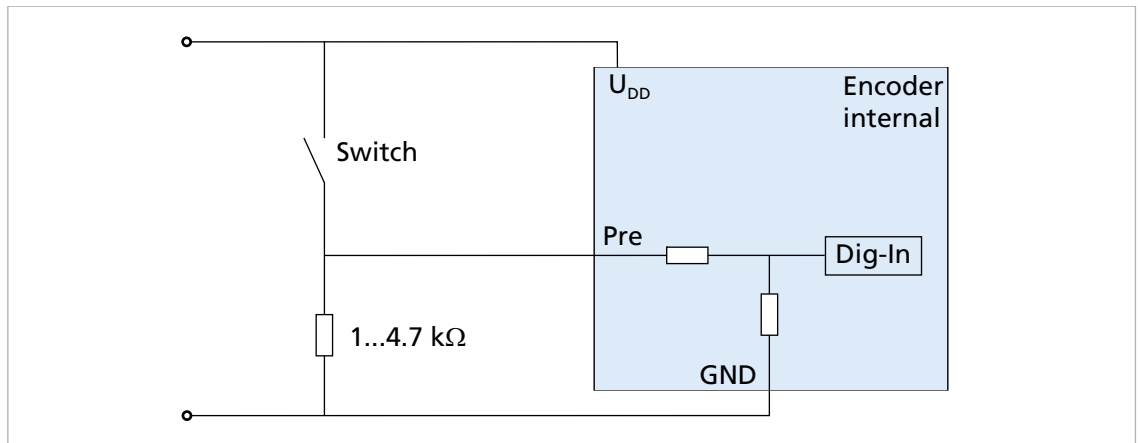 U_DD
Encoder
internal
Switch
Pre
Dig-In
1...4.7 kΩ
GND